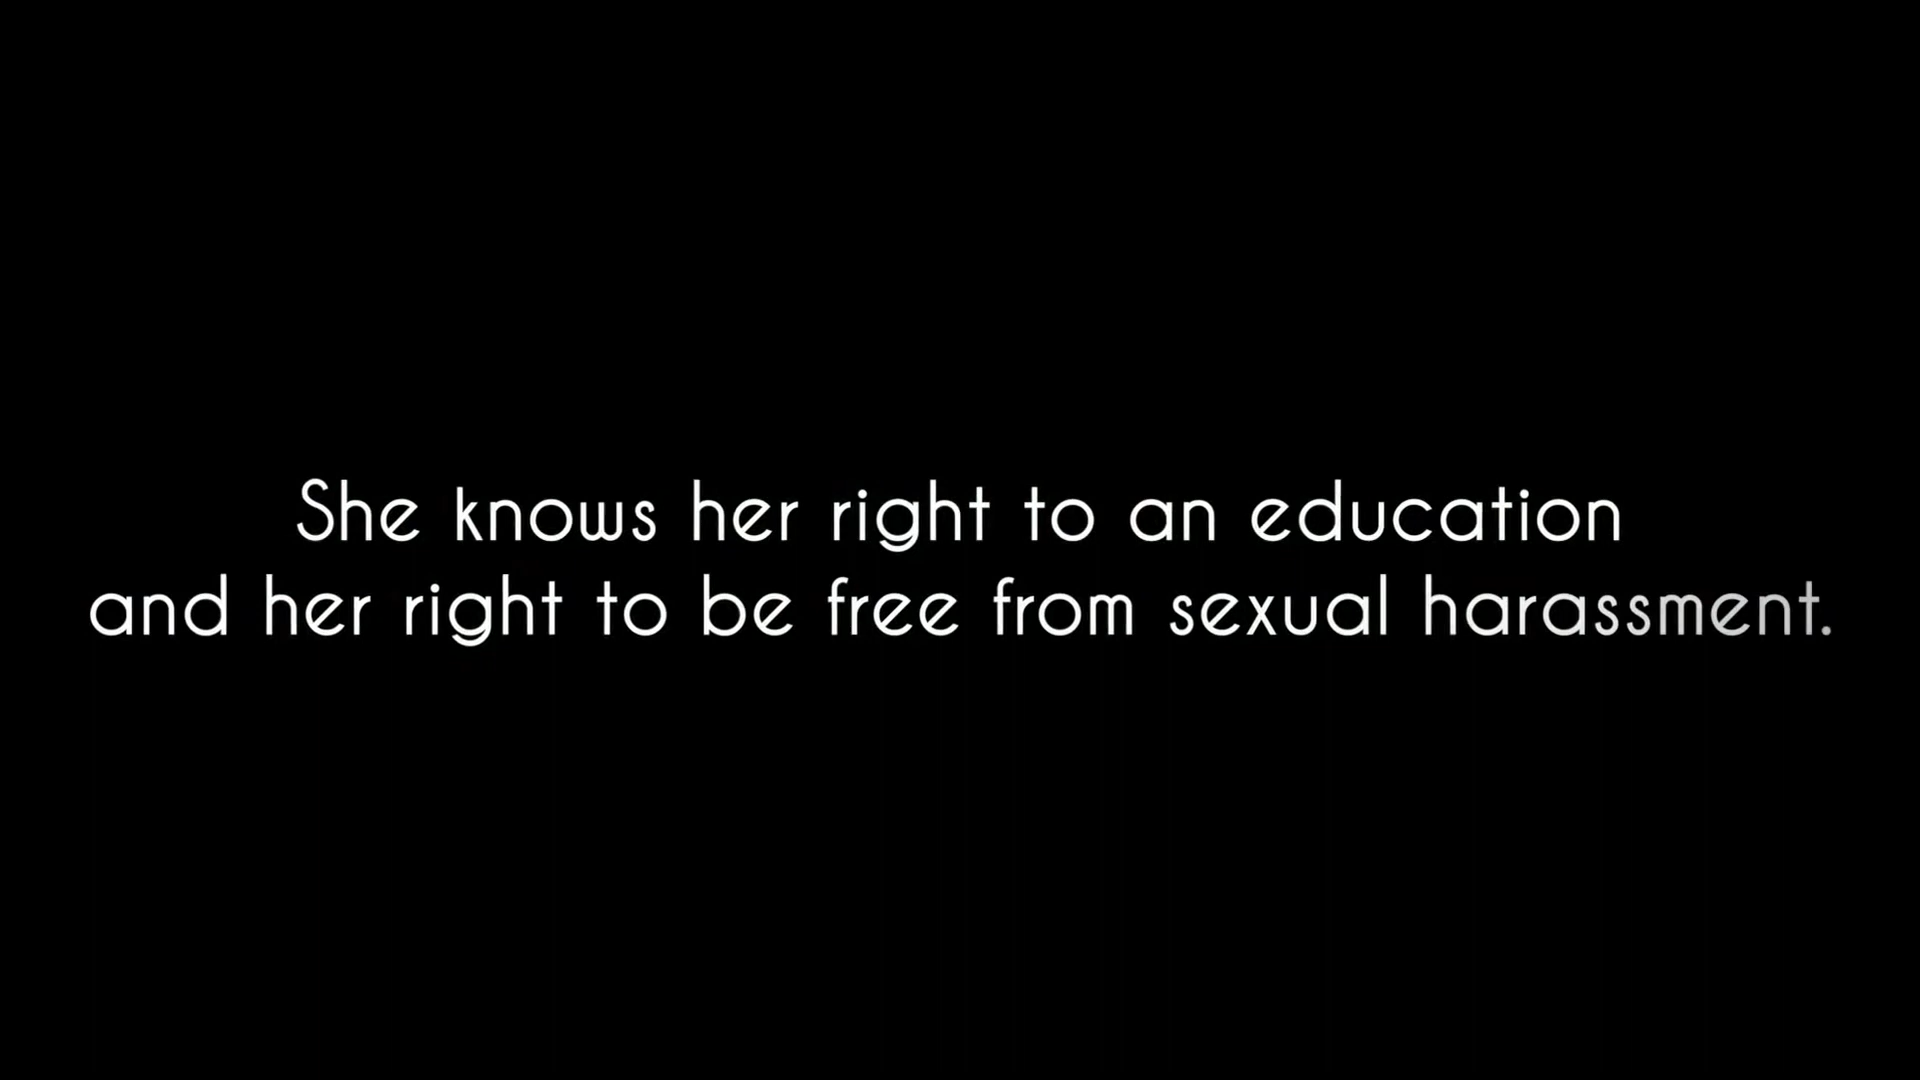 She knows her right to an education
and her right to be free from sexual harassment.